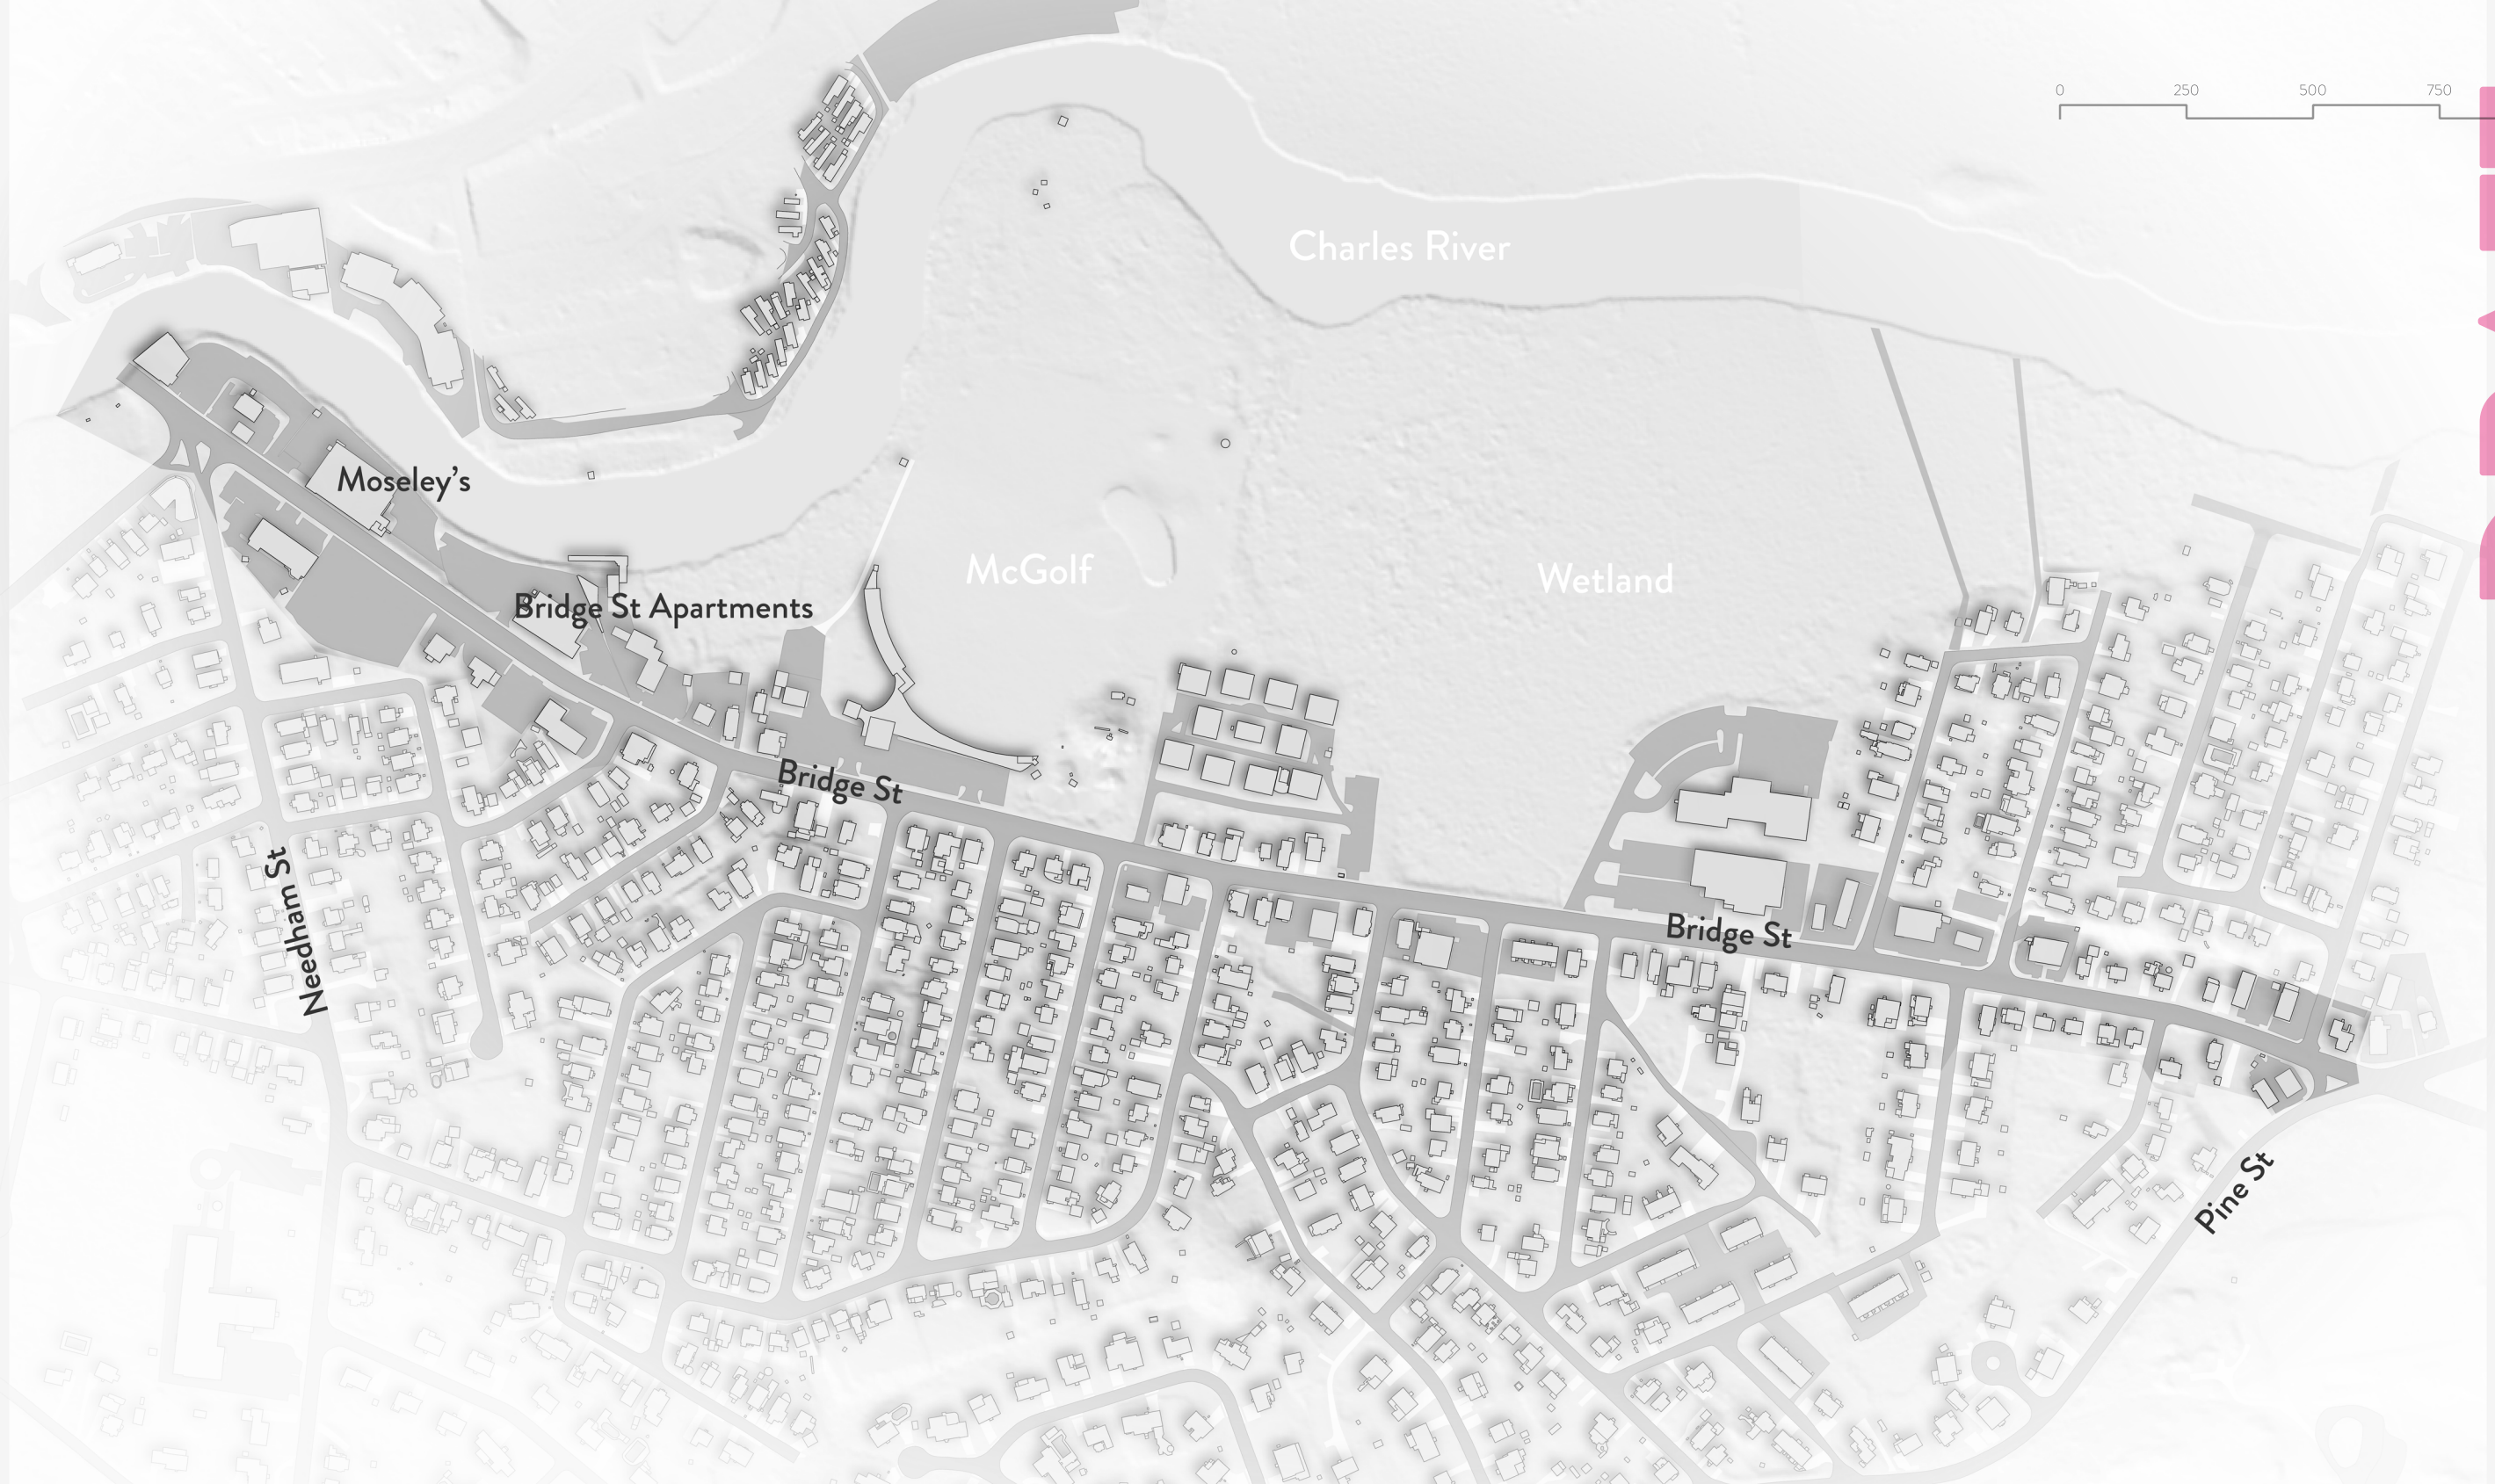 0 250 500 750
Charles River
Moseley's
McGolf
Wetland
Bridge St Apartments
Bridge St
Needham St
Bridge St
Pine St